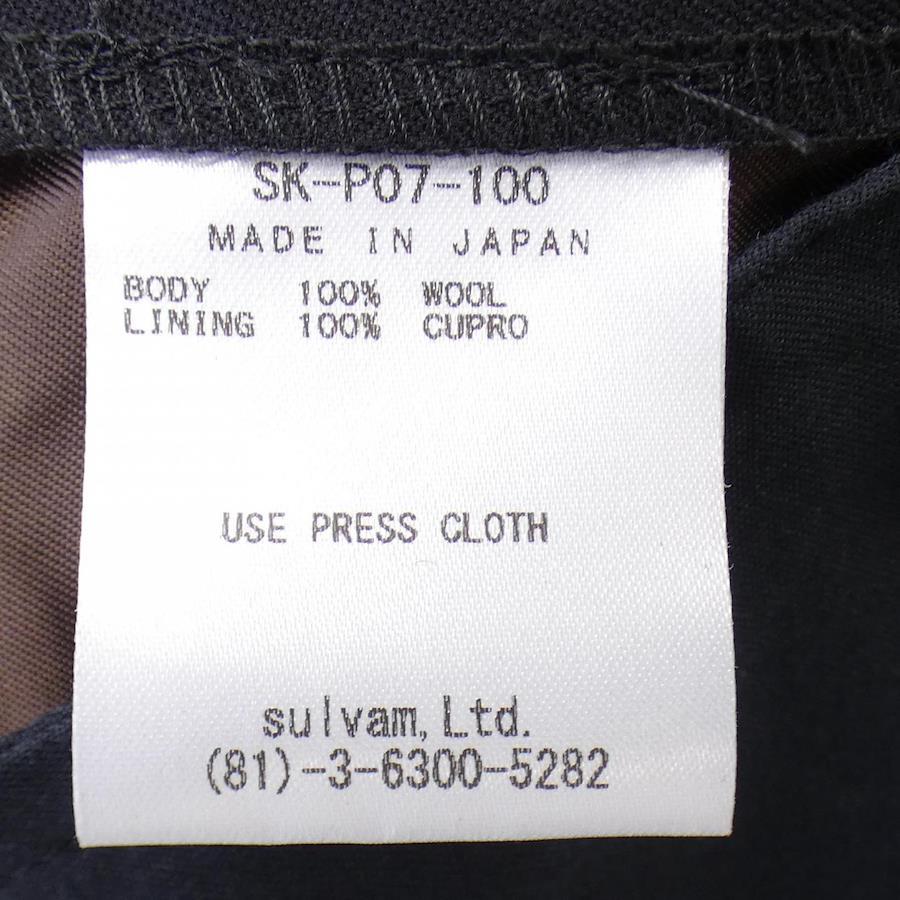 SK-P07-100
MADE IN JAPAN
BODY 100% WOOL
LINING 100% CUPRO
USE PRESS CLOTH
sulvam,Ltd.
(81)-3-6300-5282